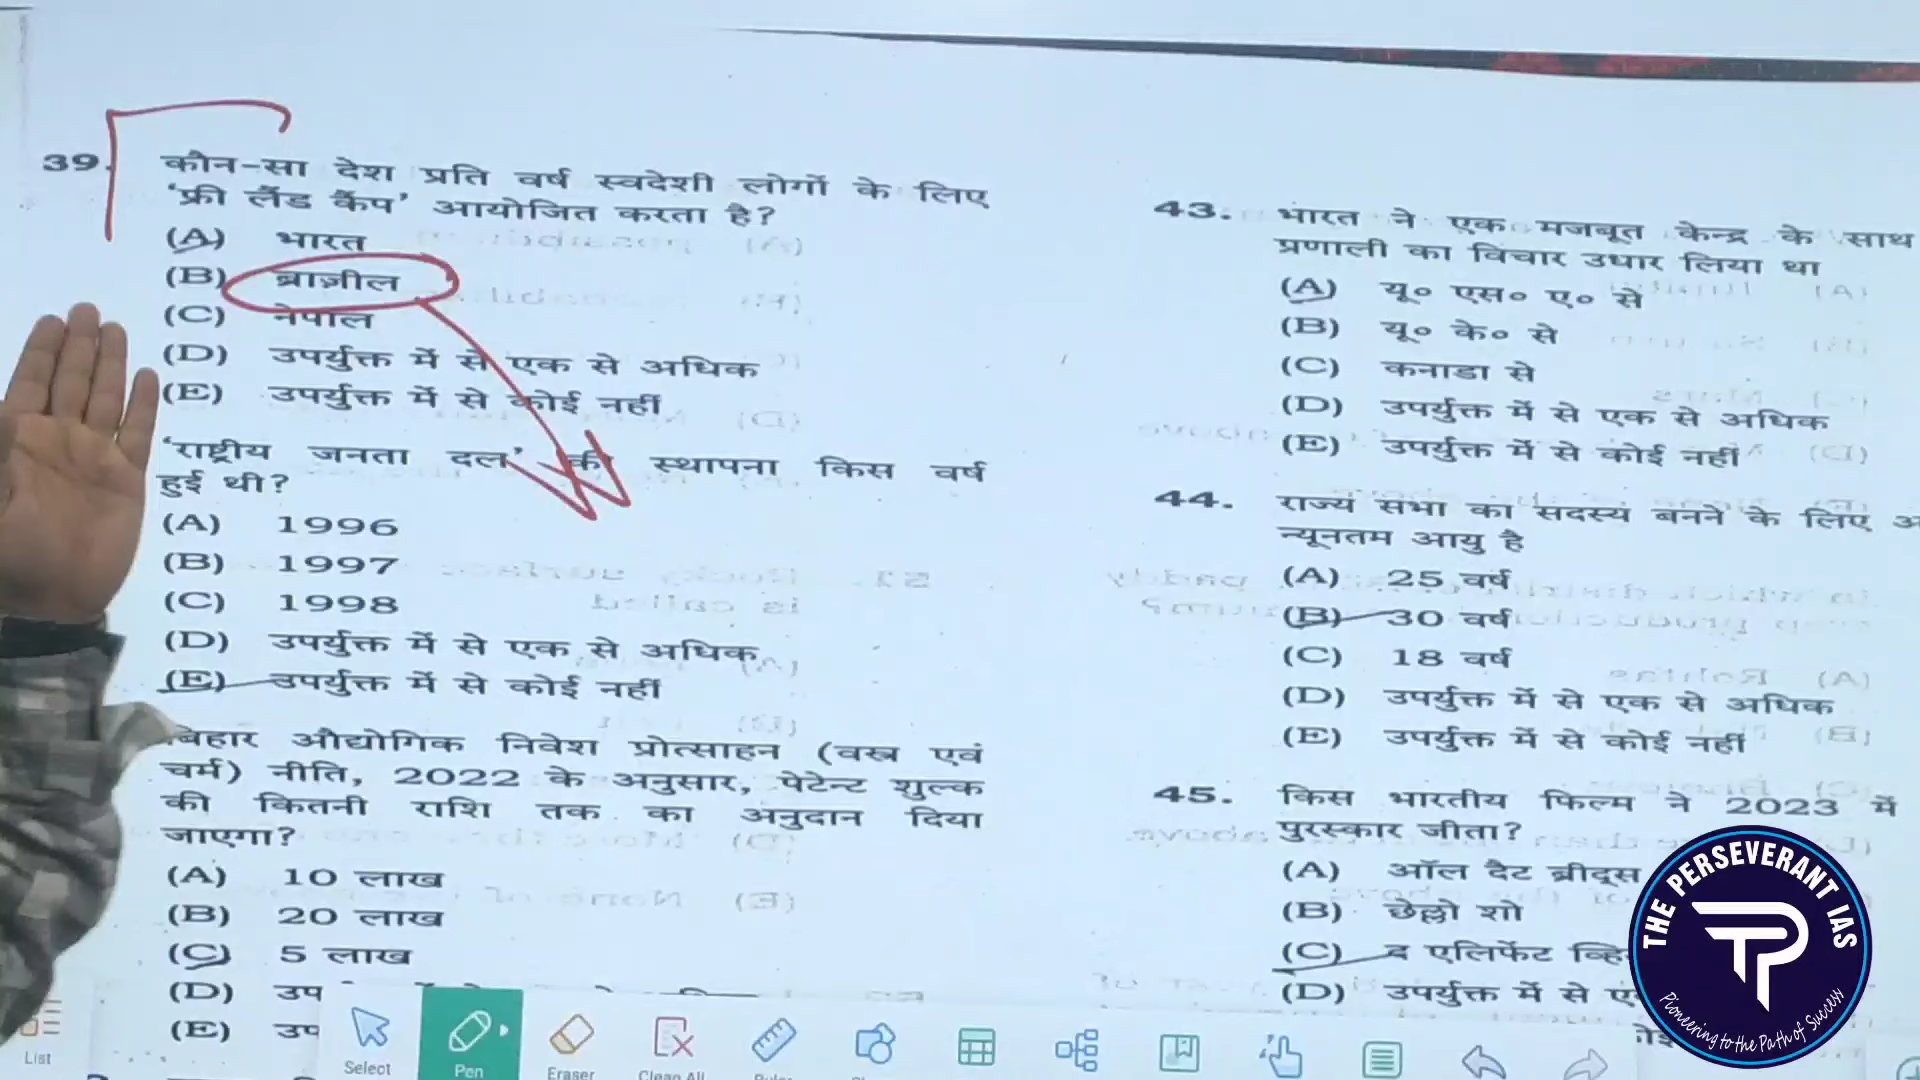 39. कौन-सा देश प्रति वर्ष स्वदेशी लोगों के लिए
‘फ्री लैंड कैंप’ आयोजित करता है?
(A) भारत
(B) ब्राज़ील
(C) नेपाल
(D) उपर्युक्त में से एक से अधिक
(E) उपर्युक्त में से कोई नहीं
‘राष्ट्रीय जनता दल’ की स्थापना किस वर्ष
हुई थी?
(A) 1996
(B) 1997
(C) 1998
(D) उपर्युक्त में से एक से अधिक
(E) उपर्युक्त में से कोई नहीं
बिहार औद्योगिक निवेश प्रोत्साहन (वस्त्र एवं
चर्म) नीति, 2022 के अनुसार, पेटेन्ट शुल्क
की कितनी राशि तक का अनुदान दिया
जाएगा?
(A) 10 लाख
(B) 20 लाख
(C) 5 लाख
(D)
(E)
43. भारत ने एक मजबूत केन्द्र के साथ
प्रणाली का विचार उधार लिया था
(A) यू० एस० ए० से
(B) यू० के० से
(C) कनाडा से
(D) उपर्युक्त में से एक से अधिक
(E) उपर्युक्त में से कोई नहीं
44. राज्य सभा का सदस्य बनने के लिए
न्यूनतम आयु है
(A) 25 वर्ष
(B) 30 वर्ष
(C) 18 वर्ष
(D) उपर्युक्त में से एक से अधिक
(E) उपर्युक्त में से कोई नहीं
45. किस भारतीय फिल्म ने 2023 में
पुरस्कार जीता?
(A) ऑल दैट ब्रीद्स
(B) छेल्लो शो
(C) द एलिफेंट
(D) उपर्युक्त में से
THE PERSEVERANT IAS
Pioneering to the Path of Success
List
Select
Pen
Eraser
Clean All